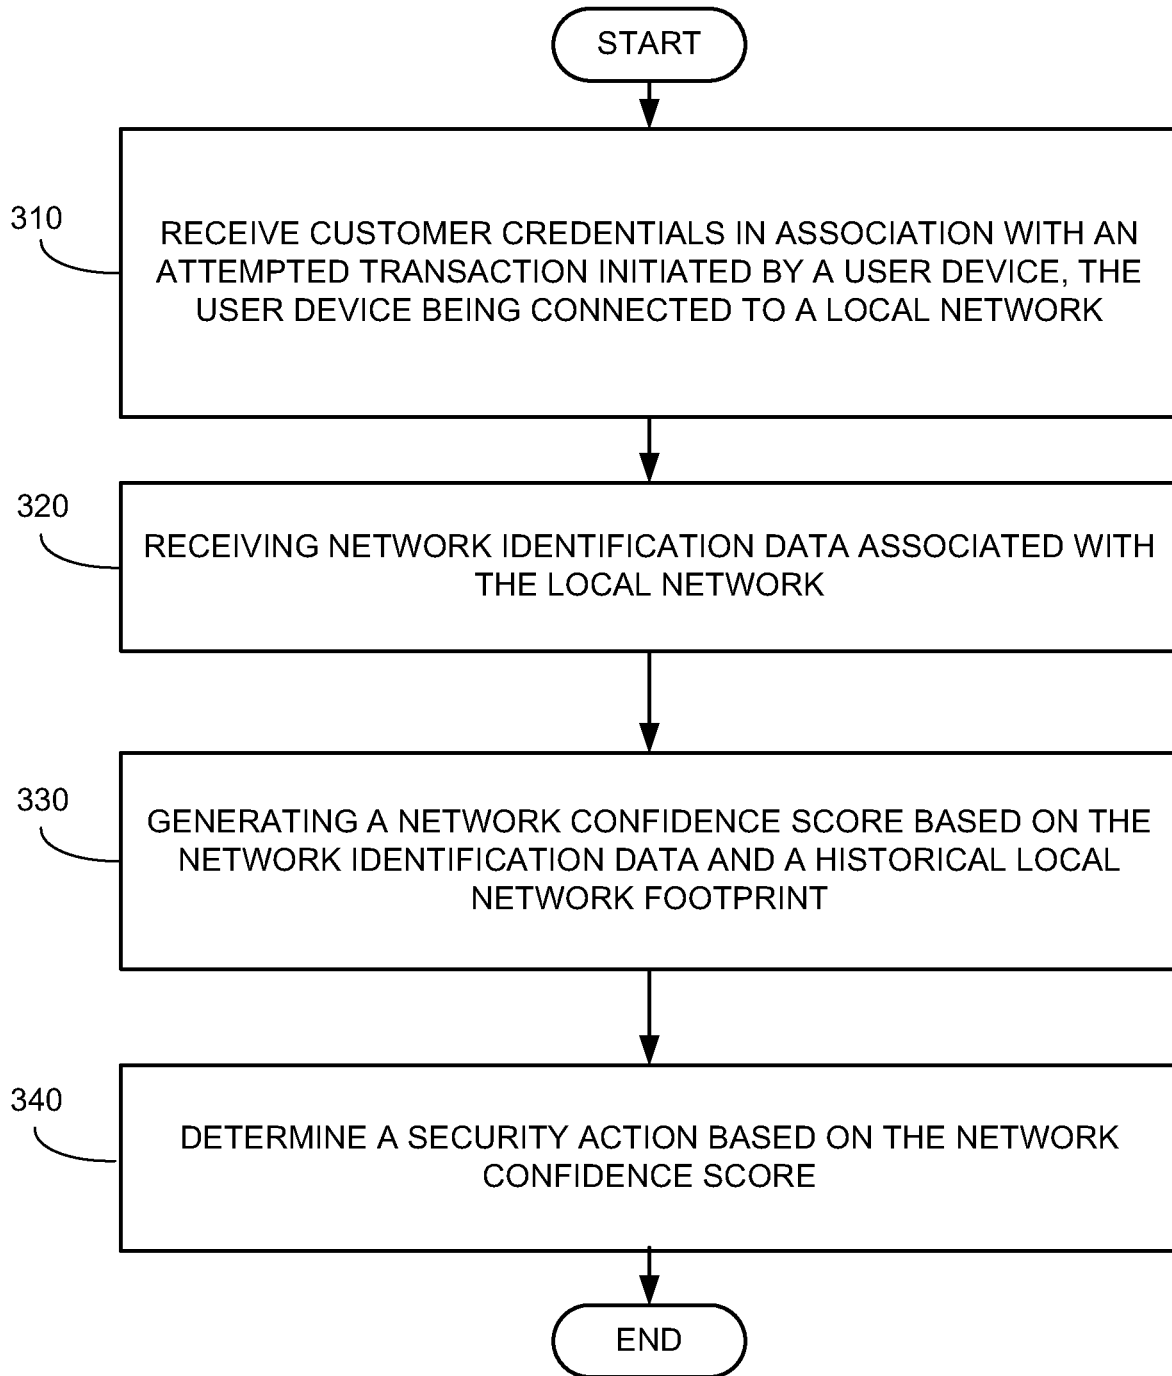 START
310
RECEIVE CUSTOMER CREDENTIALS IN ASSOCIATION WITH AN
ATTEMPTED TRANSACTION INITIATED BY A USER DEVICE, THE
USER DEVICE BEING CONNECTED TO A LOCAL NETWORK
320
RECEIVING NETWORK IDENTIFICATION DATA ASSOCIATED WITH
THE LOCAL NETWORK
330
GENERATING A NETWORK CONFIDENCE SCORE BASED ON THE
NETWORK IDENTIFICATION DATA AND A HISTORICAL LOCAL
NETWORK FOOTPRINT
340
DETERMINE A SECURITY ACTION BASED ON THE NETWORK
CONFIDENCE SCORE
END